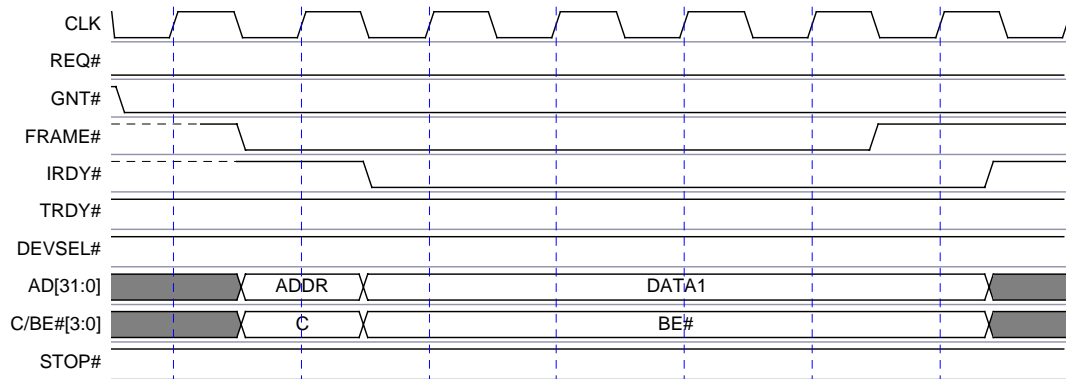 CLK
REQ#
GNT#
FRAME#
IRDY#
TRDY#
DEVSEL#
AD[31:0] ADDR DATA1
C/BE#[3:0] C BE#
STOP#